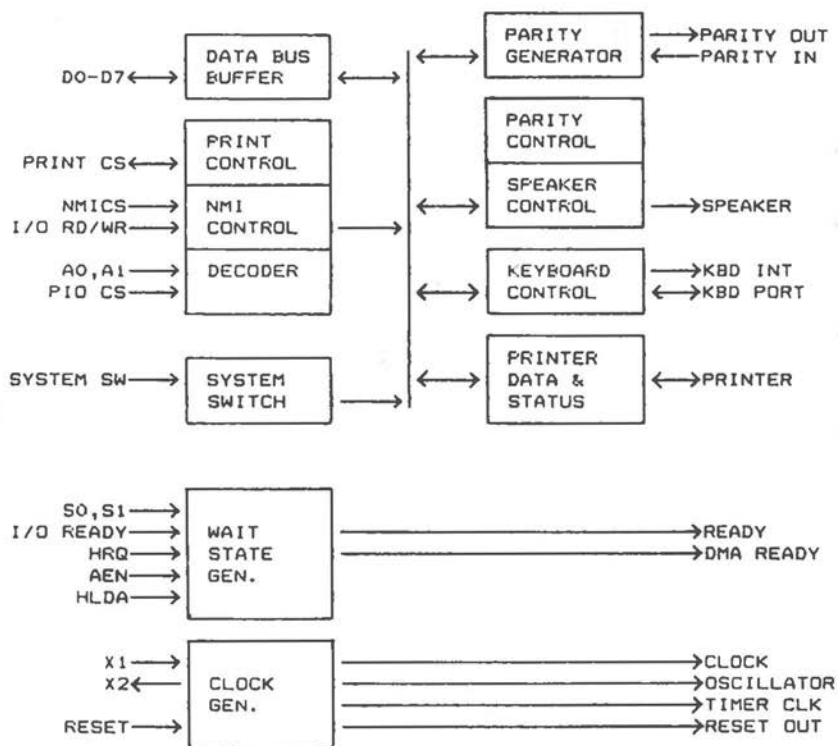 DATA BUS
BUFFER
D0-D7
PRINT
CONTROL
PRINT CS
NMICS
I/O RD/WR
NMI
CONTROL
A0,A1
PIO CS
DECODER
SYSTEM SW
SYSTEM
SWITCH
PARITY
GENERATOR
PARITY OUT
PARITY IN
PARITY
CONTROL
SPEAKER
CONTROL
SPEAKER
KEYBOARD
CONTROL
KBD INT
KBD PORT
PRINTER
DATA &
STATUS
PRINTER
S0,S1
I/O READY
HRQ
AEN
HLDA
WAIT
STATE
GEN.
READY
DMA READY
X1
X2
RESET
CLOCK
GEN.
CLOCK
OSCILLATOR
TIMER CLK
RESET OUT